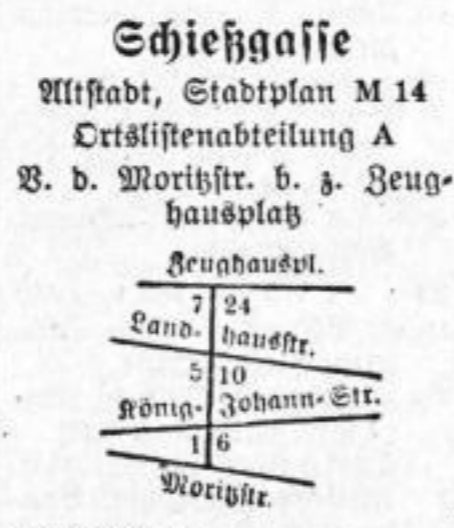 Schießgasse
Altstadt, Stadtplan M 14
Ortslistenabteilung A
V. d. Moritzstr. b. z. Zeug-
hausplatz
Zeughauspl.
7 24
Land- hausstr.
5 10
König- Johann-Str.
1 6
Moritzstr.